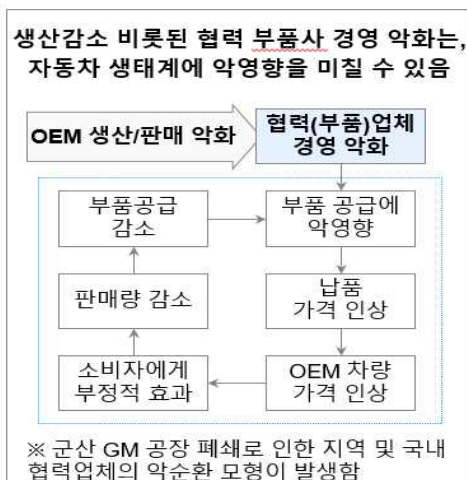 생산감소 비롯된 협력 부품사 경영 악화는,
자동차 생태계에 악영향을 미칠 수 있음
OEM 생산/판매 악화
협력(부품)업체
경영 악화
부품공급
감소
부품 공급에
악영향
판매량 감소
납품
가격 인상
소비자에게
부정적 효과
OEM 차량
가격 인상
※ 군산 GM 공장 폐쇄로 인한 지역 및 국내
협력업체의 악순환 모형이 발생함